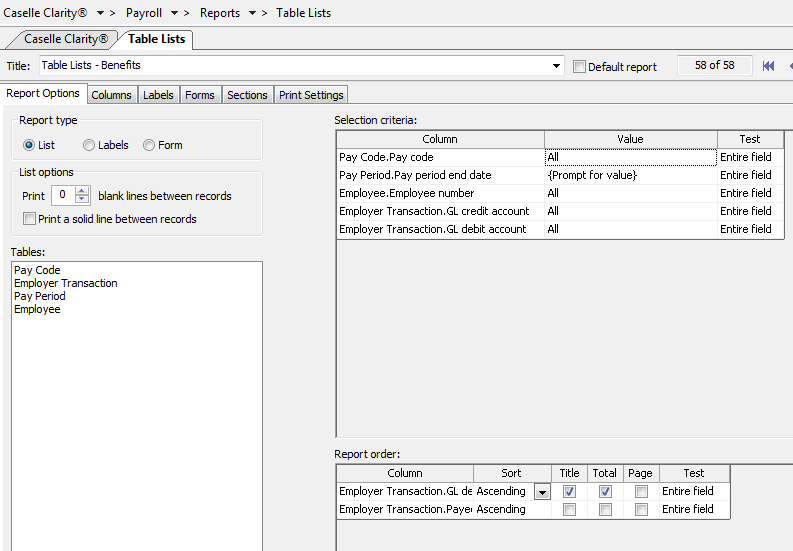 Caselle Clarity® > Payroll > Reports > Table Lists
Caselle Clarity® Table Lists
Title: Table Lists - Benefits Default report 58 of 58
Report Options Columns Labels Forms Sections Print Settings
Report type
List Labels Form
List options
Print 0 blank lines between records
Print a solid line between records
Tables:
Pay Code
Employer Transaction
Pay Period
Employee
Selection criteria:
Column Value Test
Pay Code.Pay code All Entire field
Pay Period.Pay period end date {Prompt for value} Entire field
Employee.Employee number All Entire field
Employer Transaction.GL credit account All Entire field
Employer Transaction.GL debit account All Entire field
Report order:
Column Sort Title Total Page Test
Employer Transaction.GL de Ascending Entire field
Employer Transaction.Paye Ascending Entire field